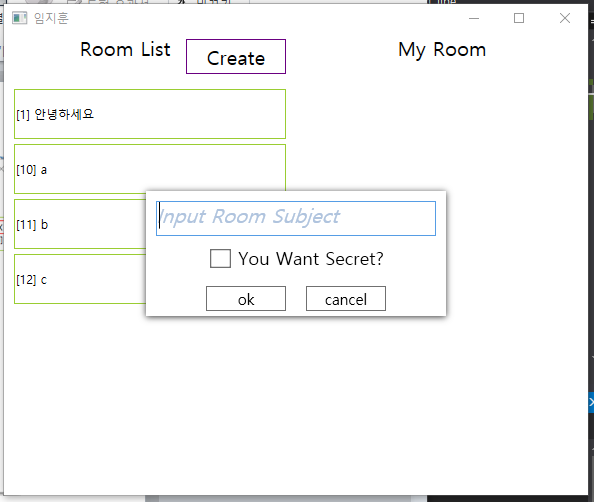 임지훈
Room List
Create
My Room
[1] 안녕하세요
[10] a
[11] b
[12] c
Input Room Subject
You Want Secret?
ok
cancel